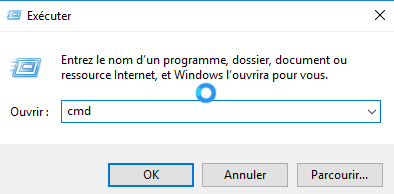 Exécuter
Entrez le nom d'un programme, dossier, document ou
ressource Internet, et Windows l'ouvrira pour vous.
Ouvrir :
cmd
OK
Annuler
Parcourir...